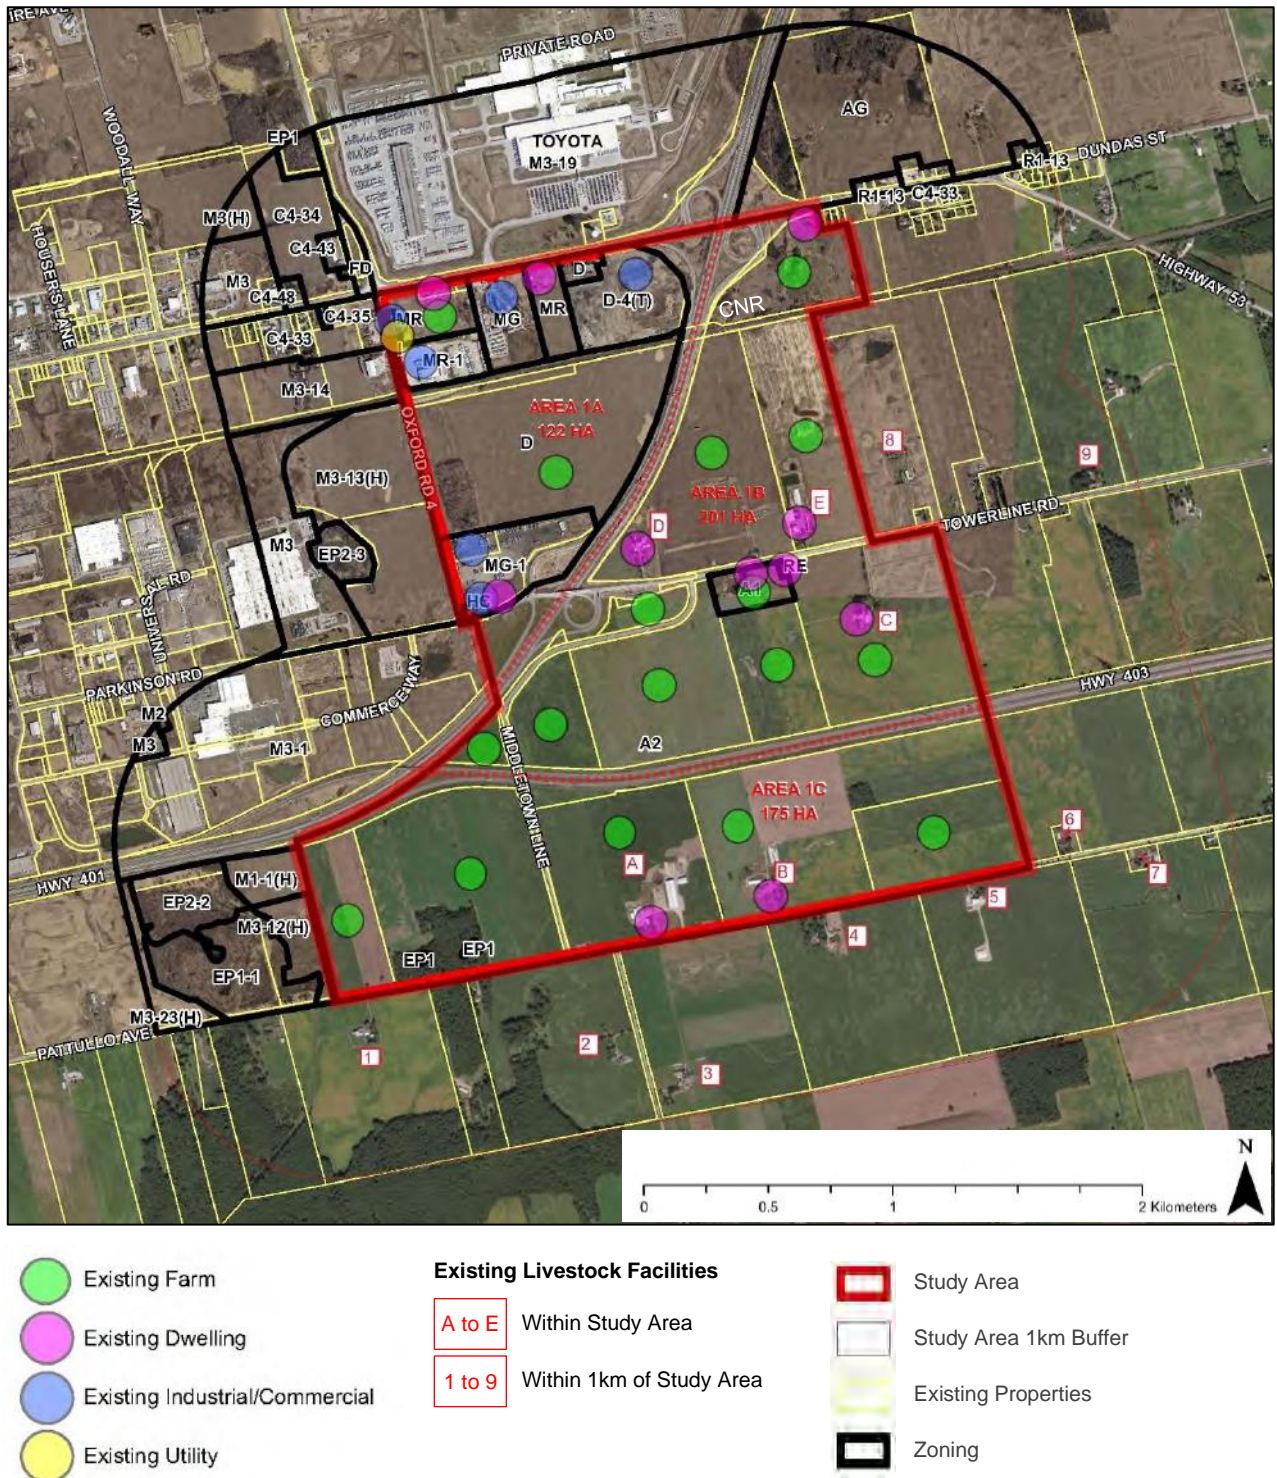 IRE AVE
PRIVATE ROAD
WOODALL WAY
AG
EP1
TOYOTA
M3-19
DUNDAS ST
R1-13
R1-13
C4-33
M3(H)
C4-34
HOUSER'S LANE
C4-43
HIGHWAY 53
FD
M3
D
C4-48
D-4(T)
C4-35
MR
MG
MR
CNR
C4-33
MR-1
M3-14
AREA 1A
122 HA
OXFORD RD 4
D
8
9
M3-13(H)
AREA 1B
201 HA
E
TOWERLINE RD
M3
EP2-3
D
MG-1
RE
A1
HC
C
UNIVERSAL RD
PARKINSON RD
HWY 403
COMMERCE WAY
M2
M3
M3-1
MIDDLETOWN LINE
A2
AREA 1C
175 HA
6
A
7
HWY 401
M1-1(H)
B
EP2-2
5
M3-12(H)
4
EP1
EP1
EP1-1
M3-23(H)
PATTULLO AVE
1
2
3
N
0
0.5
1
2 Kilometers
Existing Farm
Existing Dwelling
Existing Industrial/Commercial
Existing Utility
Existing Livestock Facilities
A to E Within Study Area
1 to 9 Within 1km of Study Area
Study Area
Study Area 1km Buffer
Existing Properties
Zoning